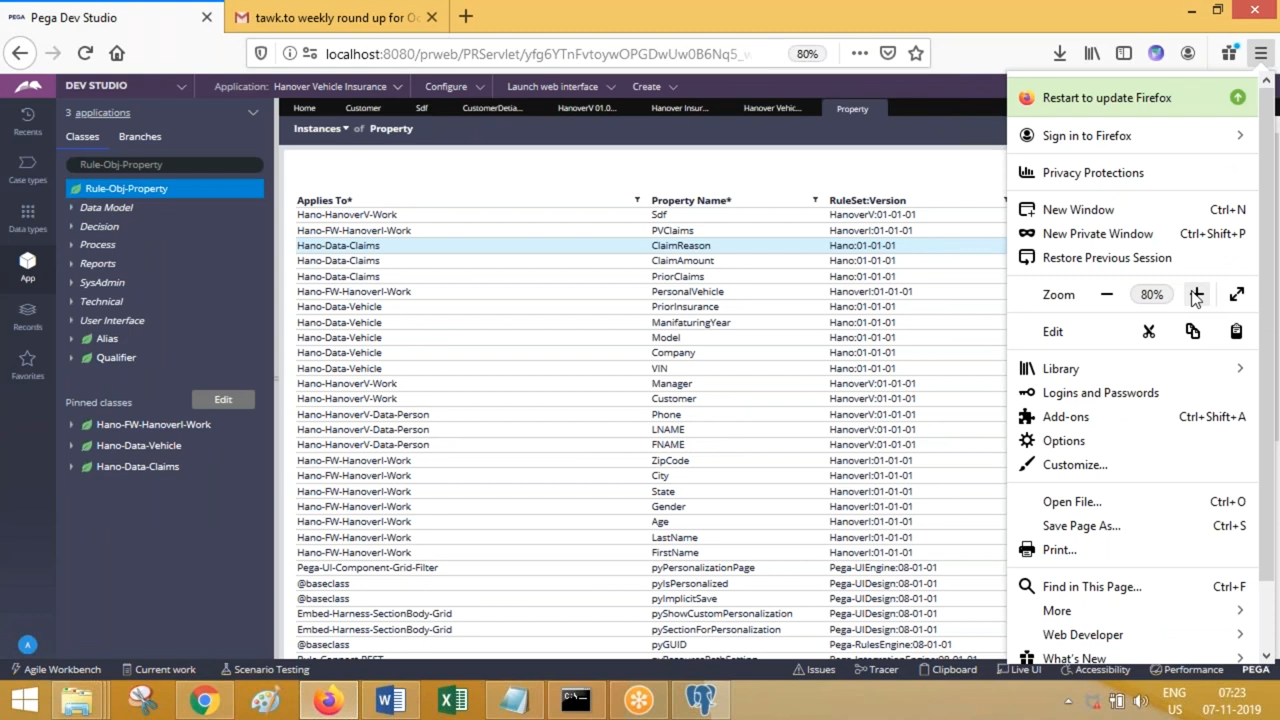 PEGA Pega Dev Studio
tawk.to weekly round up for Oc
localhost:8080/prweb/PRServlet/yfg6YTnFvtoywOPGDwUw0B6Nq5_
80%
DEV STUDIO
Application: Hanover Vehicle Insurance
Configure
Launch web interface
Create
Recents
Case types
Data types
App
Records
Favorites
A
3 applications
Classes Branches
Rule-Obj-Property
Rule-Obj-Property
Data Model
Decision
Process
Reports
SysAdmin
Technical
User Interface
Alias
Qualifier
Pinned classes Edit
Hano-FW-HanoverI-Work
Hano-Data-Vehicle
Hano-Data-Claims
Home Customer Sdf CustomerDetia... HanoverV 01.0... Hanover Insur... Hanover Vehic... Property
Instances of Property
Applies To* Property Name* RuleSet:Version
Hano-HanoverV-Work Sdf HanoverV:01-01-01
Hano-FW-HanoverI-Work PVClaims HanoverI:01-01-01
Hano-Data-Claims ClaimReason Hano:01-01-01
Hano-Data-Claims ClaimAmount Hano:01-01-01
Hano-Data-Claims PriorClaims Hano:01-01-01
Hano-FW-HanoverI-Work PersonalVehicle HanoverI:01-01-01
Hano-Data-Vehicle PriorInsurance Hano:01-01-01
Hano-Data-Vehicle ManifaturingYear Hano:01-01-01
Hano-Data-Vehicle Model Hano:01-01-01
Hano-Data-Vehicle Company Hano:01-01-01
Hano-Data-Vehicle VIN Hano:01-01-01
Hano-HanoverV-Work Manager HanoverV:01-01-01
Hano-HanoverV-Work Customer HanoverV:01-01-01
Hano-HanoverV-Data-Person Phone HanoverV:01-01-01
Hano-HanoverV-Data-Person LNAME HanoverV:01-01-01
Hano-HanoverV-Data-Person FNAME HanoverV:01-01-01
Hano-FW-HanoverI-Work ZipCode HanoverI:01-01-01
Hano-FW-HanoverI-Work City HanoverI:01-01-01
Hano-FW-HanoverI-Work State HanoverI:01-01-01
Hano-FW-HanoverI-Work Gender HanoverI:01-01-01
Hano-FW-HanoverI-Work Age HanoverI:01-01-01
Hano-FW-HanoverI-Work LastName HanoverI:01-01-01
Hano-FW-HanoverI-Work FirstName HanoverI:01-01-01
Pega-UI-Component-Grid-Filter pyPersonalizationPage Pega-UIEngine:08-01-01
@baseclass pyIsPersonalized Pega-UIDesign:08-01-01
@baseclass pyImplicitSave Pega-UIDesign:08-01-01
Embed-Harness-SectionBody-Grid pyShowCustomPersonalization Pega-UIDesign:08-01-01
Embed-Harness-SectionBody-Grid pySectionForPersonalization Pega-UIDesign:08-01-01
@baseclass pyGUID Pega-RulesEngine:08-01-01
Restart to update Firefox
Sign in to Firefox
Privacy Protections
New Window Ctrl+N
New Private Window Ctrl+Shift+P
Restore Previous Session
Zoom 80%
Edit
Library
Logins and Passwords
Add-ons Ctrl+Shift+A
Options
Customize...
Open File... Ctrl+O
Save Page As... Ctrl+S
Print...
Find in This Page... Ctrl+F
More
Web Developer
What's New
Agile Workbench Current work Scenario Testing Issues Tracer Clipboard Live UI Accessibility Performance PEGA
ENG 07:23
US 07-11-2019